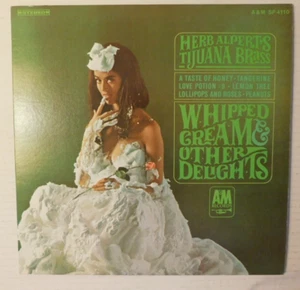 HERB ALPERT'S
TIJUANA BRASS
A TASTE OF HONEY • TANGERINE
LOVE POTION • 9 • LEMON TREE
LOLLIPOPS AND ROSES • PEANUTS
WHIPPED
CREAM &
OTHER
DELIGHTS
A&M